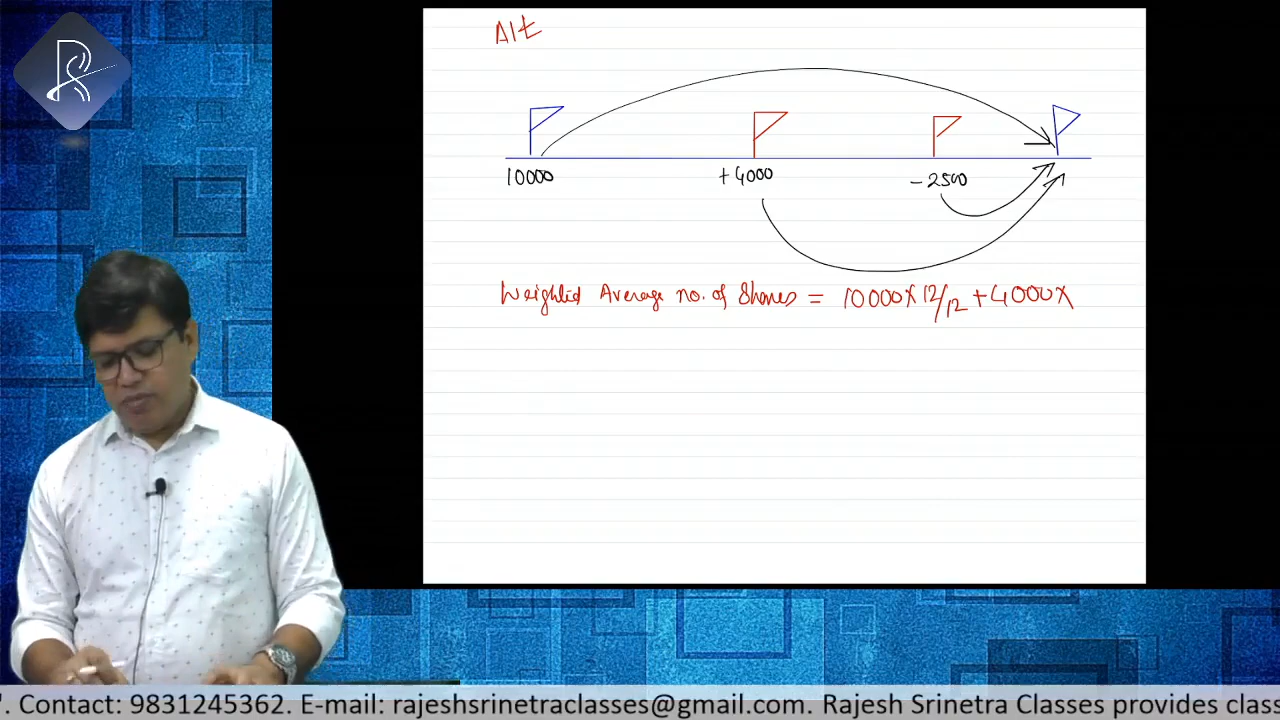 RS
Alt
10000 +4000 -2500
Weighted Average no. of Shares = 10000 X 12/12 + 4000 X
'. Contact: 9831245362. E-mail: rajeshsrinetraclasses@gmail.com. Rajesh Srinetra Classes provides class